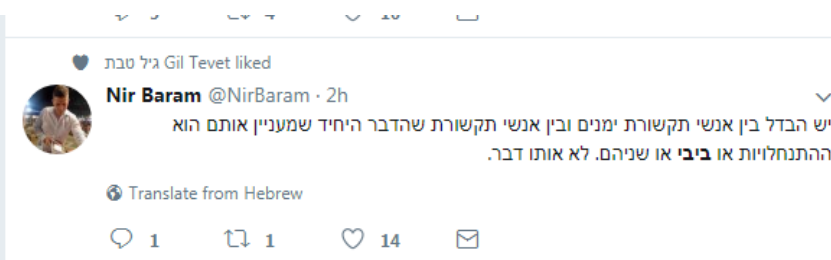 גיל טבת Gil Tevet liked
Nir Baram @NirBaram · 2h
יש הבדל בין אנשי תקשורת ימנים ובין אנשי תקשורת שהדבר היחיד שמעניין אותם הוא
ההתנחלויות או ביבי או שניהם. לא אותו דבר.
Translate from Hebrew
1 1 14